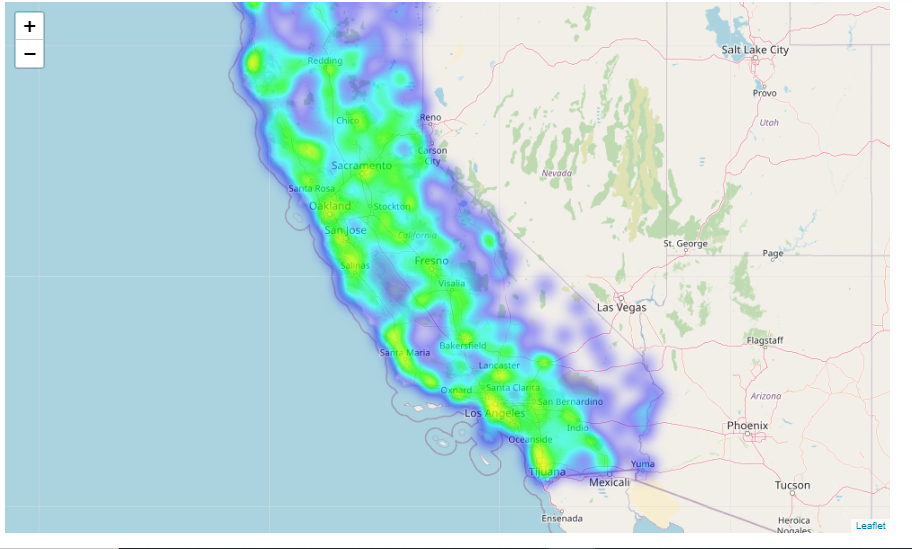 +
−
Salt Lake City
Redding
Provo
Chico
Reno
Utah
Carson
City
Sacramento
Nevada
Santa Rosa
Oakland
Stockton
San Jose
California
St. George
Page
Salinas
Fresno
Visalia
Las Vegas
Bakersfield
Flagstaff
Santa Maria
Lancaster
Oxnard
Santa Clarita
Arizona
San Bernardino
Los Angeles
Indio
Phoenix
Oceanside
Yuma
Tijuana
Mexicali
Tucson
Ensenada
Heroica
Nogales
Leaflet